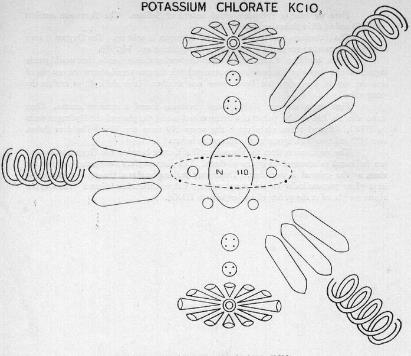 POTASSIUM CHLORATE KClO3
N 110